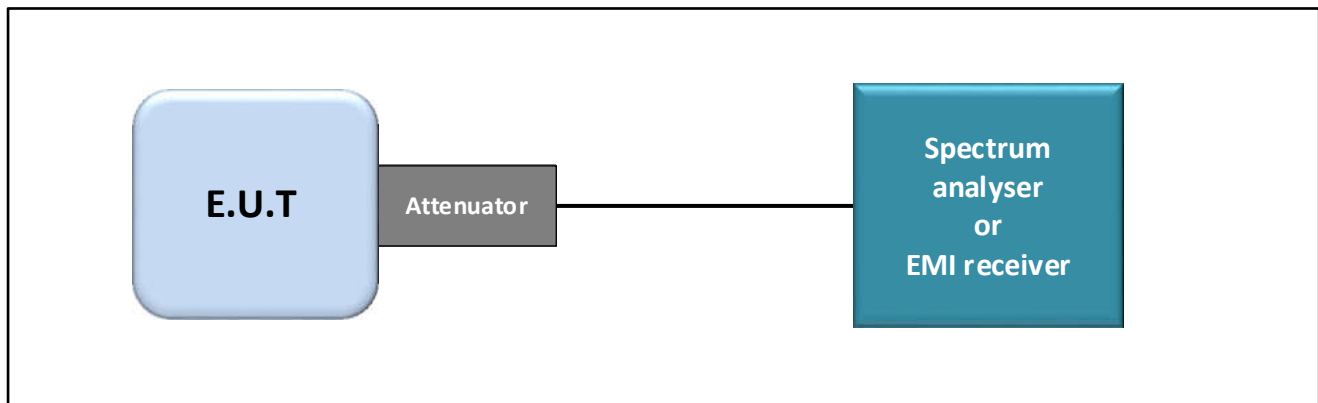 E.U.T
Attenuator
Spectrum
analyser
or
EMI receiver